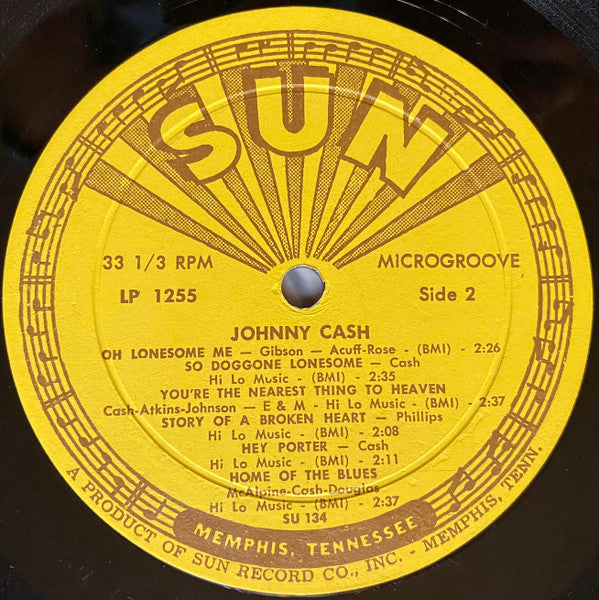 SUN
33 1/3 RPM MICROGROOVE
LP 1255 Side 2
JOHNNY CASH
OH LONESOME ME — Gibson — Acuff-Rose - (BMI) - 2:26
SO DOGGONE LONESOME — Cash
Hi Lo Music - (BMI) - 2:35
YOU'RE THE NEAREST THING TO HEAVEN
Cash-Atkins-Johnson — E & M - Hi Lo Music - (BMI) - 2:37
STORY OF A BROKEN HEART — Phillips
Hi Lo Music - (BMI) - 2:08
HEY PORTER — Cash
Hi Lo Music - (BMI) - 2:11
HOME OF THE BLUES
McAlpine-Cash-Douglas
Hi Lo Music - (BMI) - 2:37
SU 134
MEMPHIS, TENNESSEE
A PRODUCT OF SUN RECORD CO., INC. - MEMPHIS, TENN.